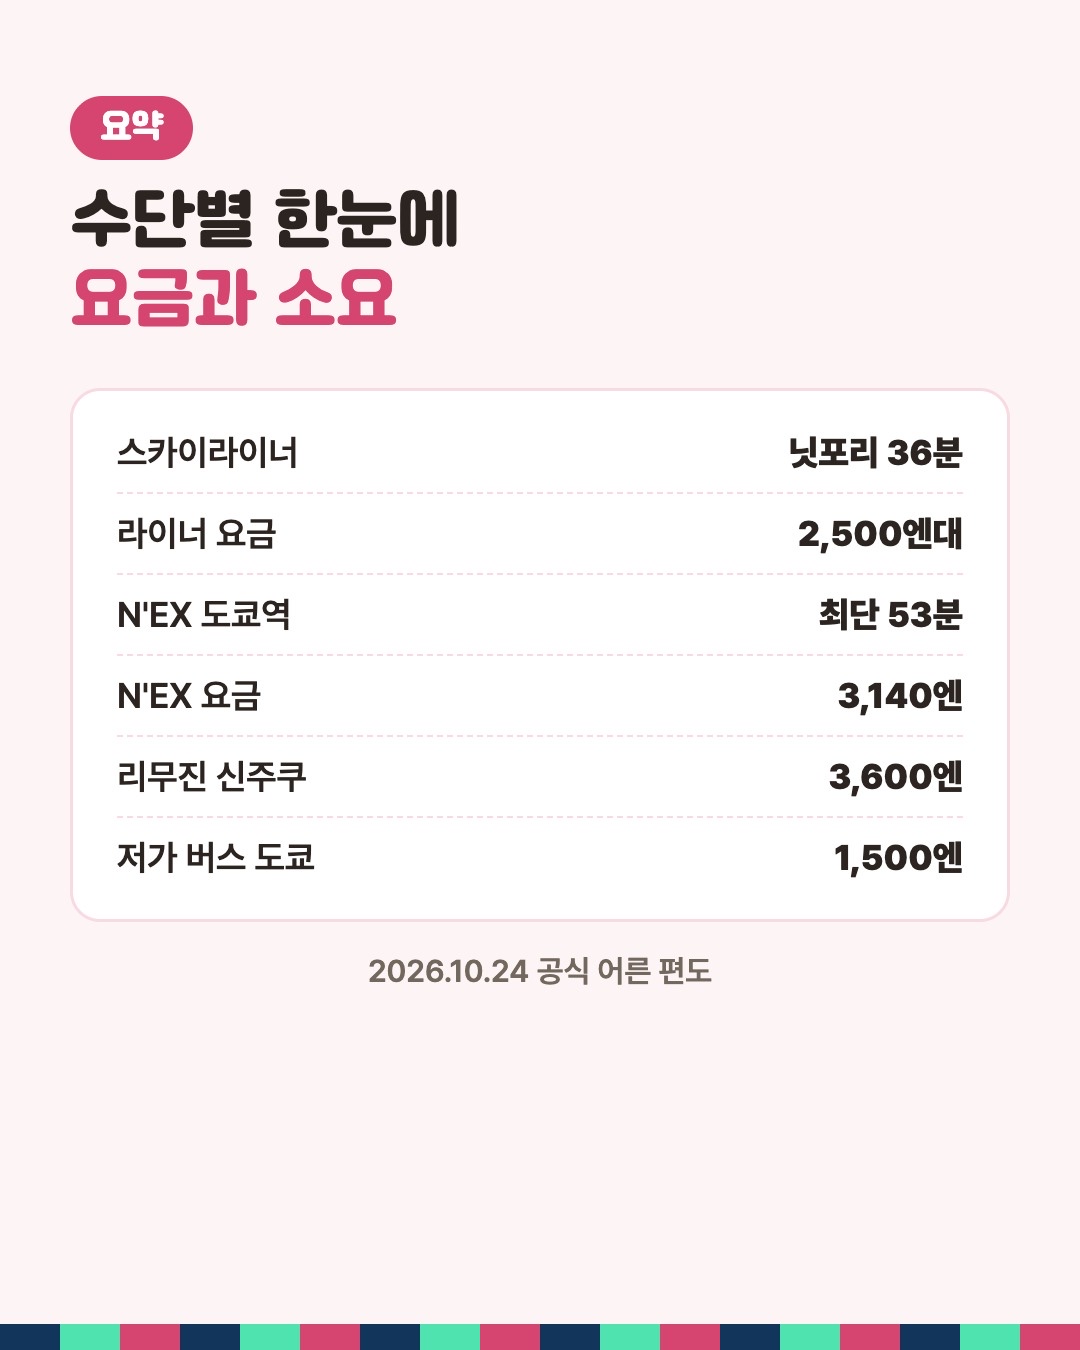 요약
수단별 한눈에
요금과 소요
스카이라이너 닛포리 36분
라이너 요금 2,500엔대
N'EX 도쿄역 최단 53분
N'EX 요금 3,140엔
리무진 신주쿠 3,600엔
저가 버스 도쿄 1,500엔
2026.10.24 공식 어른 편도